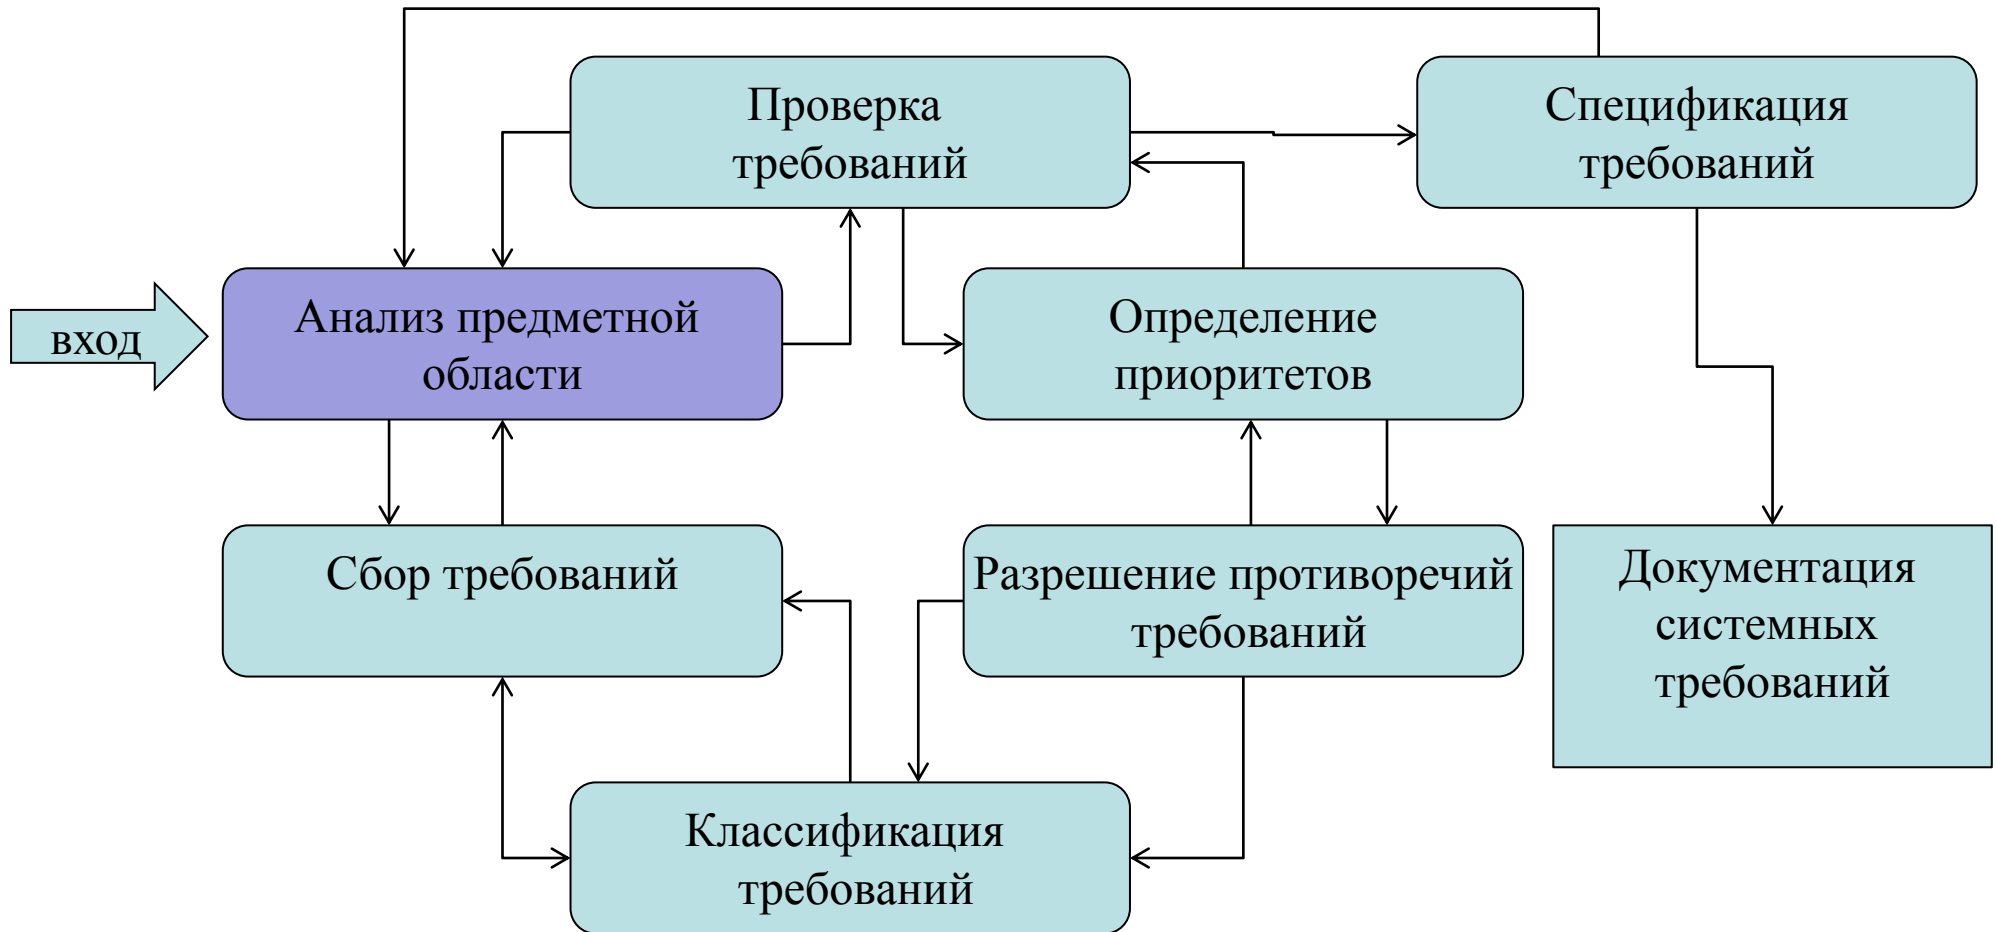 Проверка
требований
Спецификация
требований
вход
Анализ предметной
области
Определение
приоритетов
Сбор требований
Разрешение противоречий
требований
Документация
системных
требований
Классификация
требований